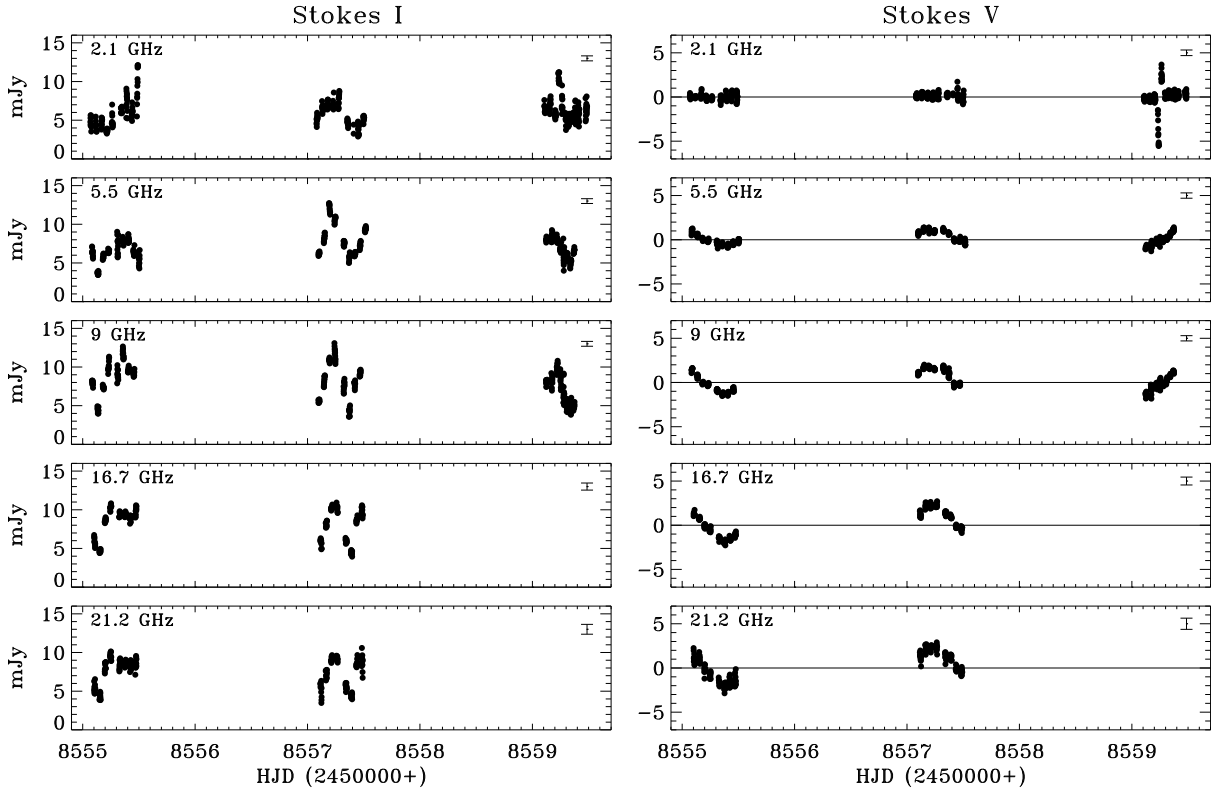 Stokes I Stokes V
2.1 GHz 2.1 GHz
15
10
5
0
mJy
5
0
−5
5.5 GHz 5.5 GHz
15
10
5
0
mJy
5
0
−5
9 GHz 9 GHz
15
10
5
0
mJy
5
0
−5
16.7 GHz 16.7 GHz
15
10
5
0
mJy
5
0
−5
21.2 GHz 21.2 GHz
15
10
5
0
mJy
5
0
−5
8555 8556 8557 8558 8559 8555 8556 8557 8558 8559
HJD (2450000+) HJD (2450000+)